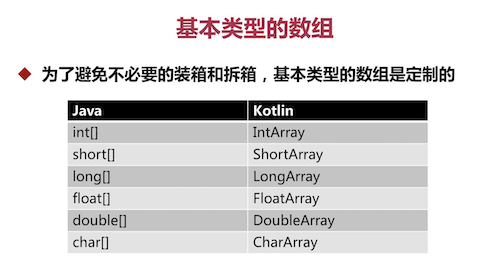 基本类型的数组
为了避免不必要的装箱和拆箱，基本类型的数组是定制的
Java Kotlin
int[] IntArray
short[] ShortArray
long[] LongArray
float[] FloatArray
double[] DoubleArray
char[] CharArray